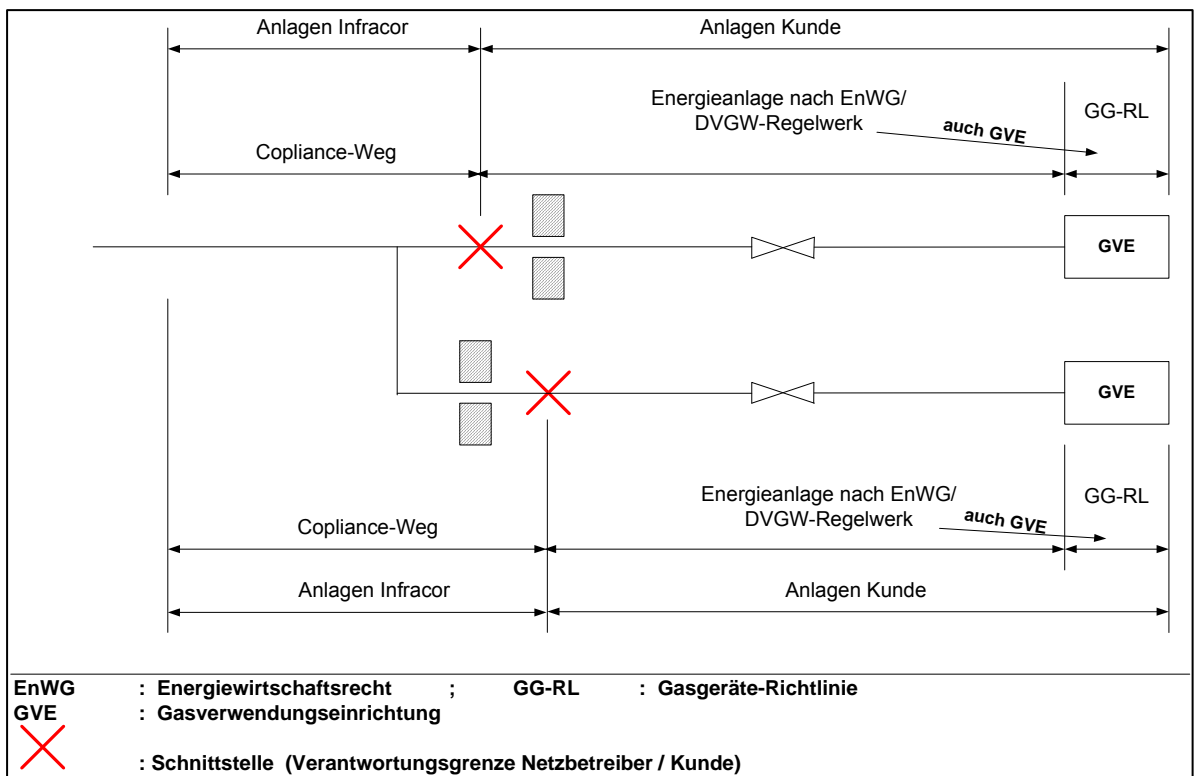 Anlagen Infracor
Anlagen Kunde
Energieanlage nach EnWG/
DVGW-Regelwerk
auch GVE
GG-RL
Copliance-Weg
GVE
GVE
Energieanlage nach EnWG/
DVGW-Regelwerk
auch GVE
GG-RL
Copliance-Weg
Anlagen Infracor
Anlagen Kunde
EnWG : Energiewirtschaftsrecht ; GG-RL : Gasgeräte-Richtlinie
GVE : Gasverwendungseinrichtung
: Schnittstelle (Verantwortungsgrenze Netzbetreiber / Kunde)